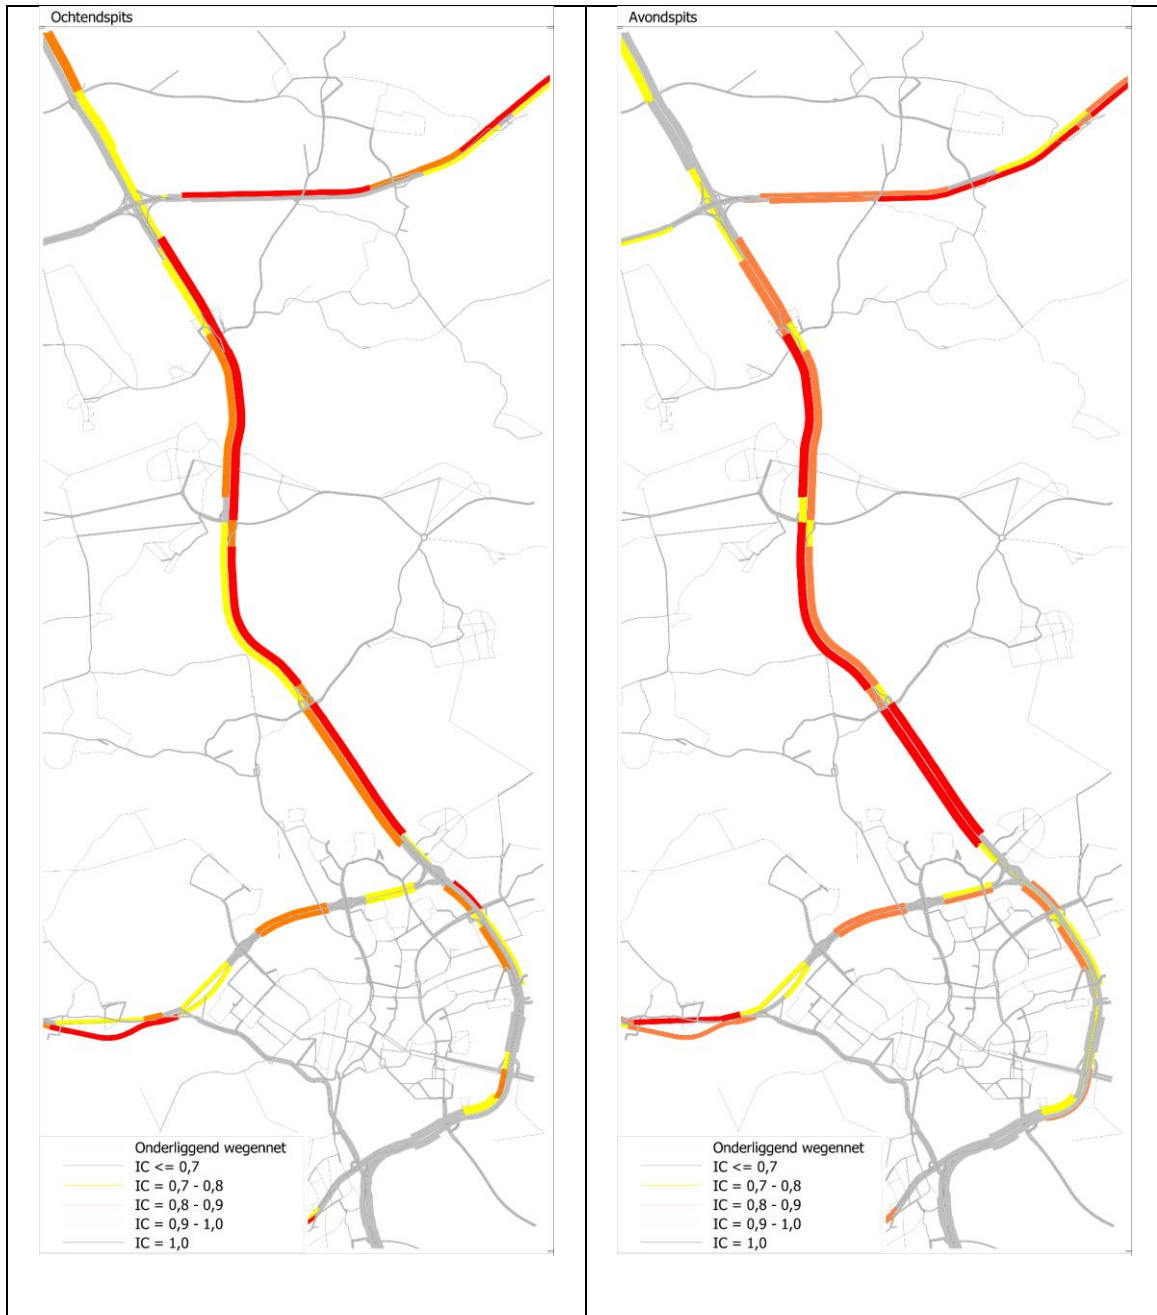 Ochtendspits
Onderliggend wegennet
IC <= 0,7
IC = 0,7 - 0,8
IC = 0,8 - 0,9
IC = 0,9 - 1,0
IC = 1,0
Avondspits
Onderliggend wegennet
IC <= 0,7
IC = 0,7 - 0,8
IC = 0,8 - 0,9
IC = 0,9 - 1,0
IC = 1,0